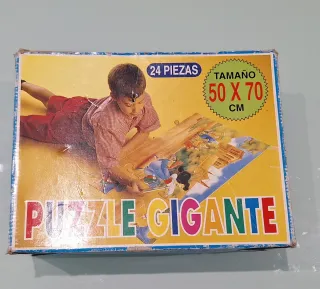 24 PIEZAS
TAMAÑO
50 X 70
CM
PUZZLE GIGANTE